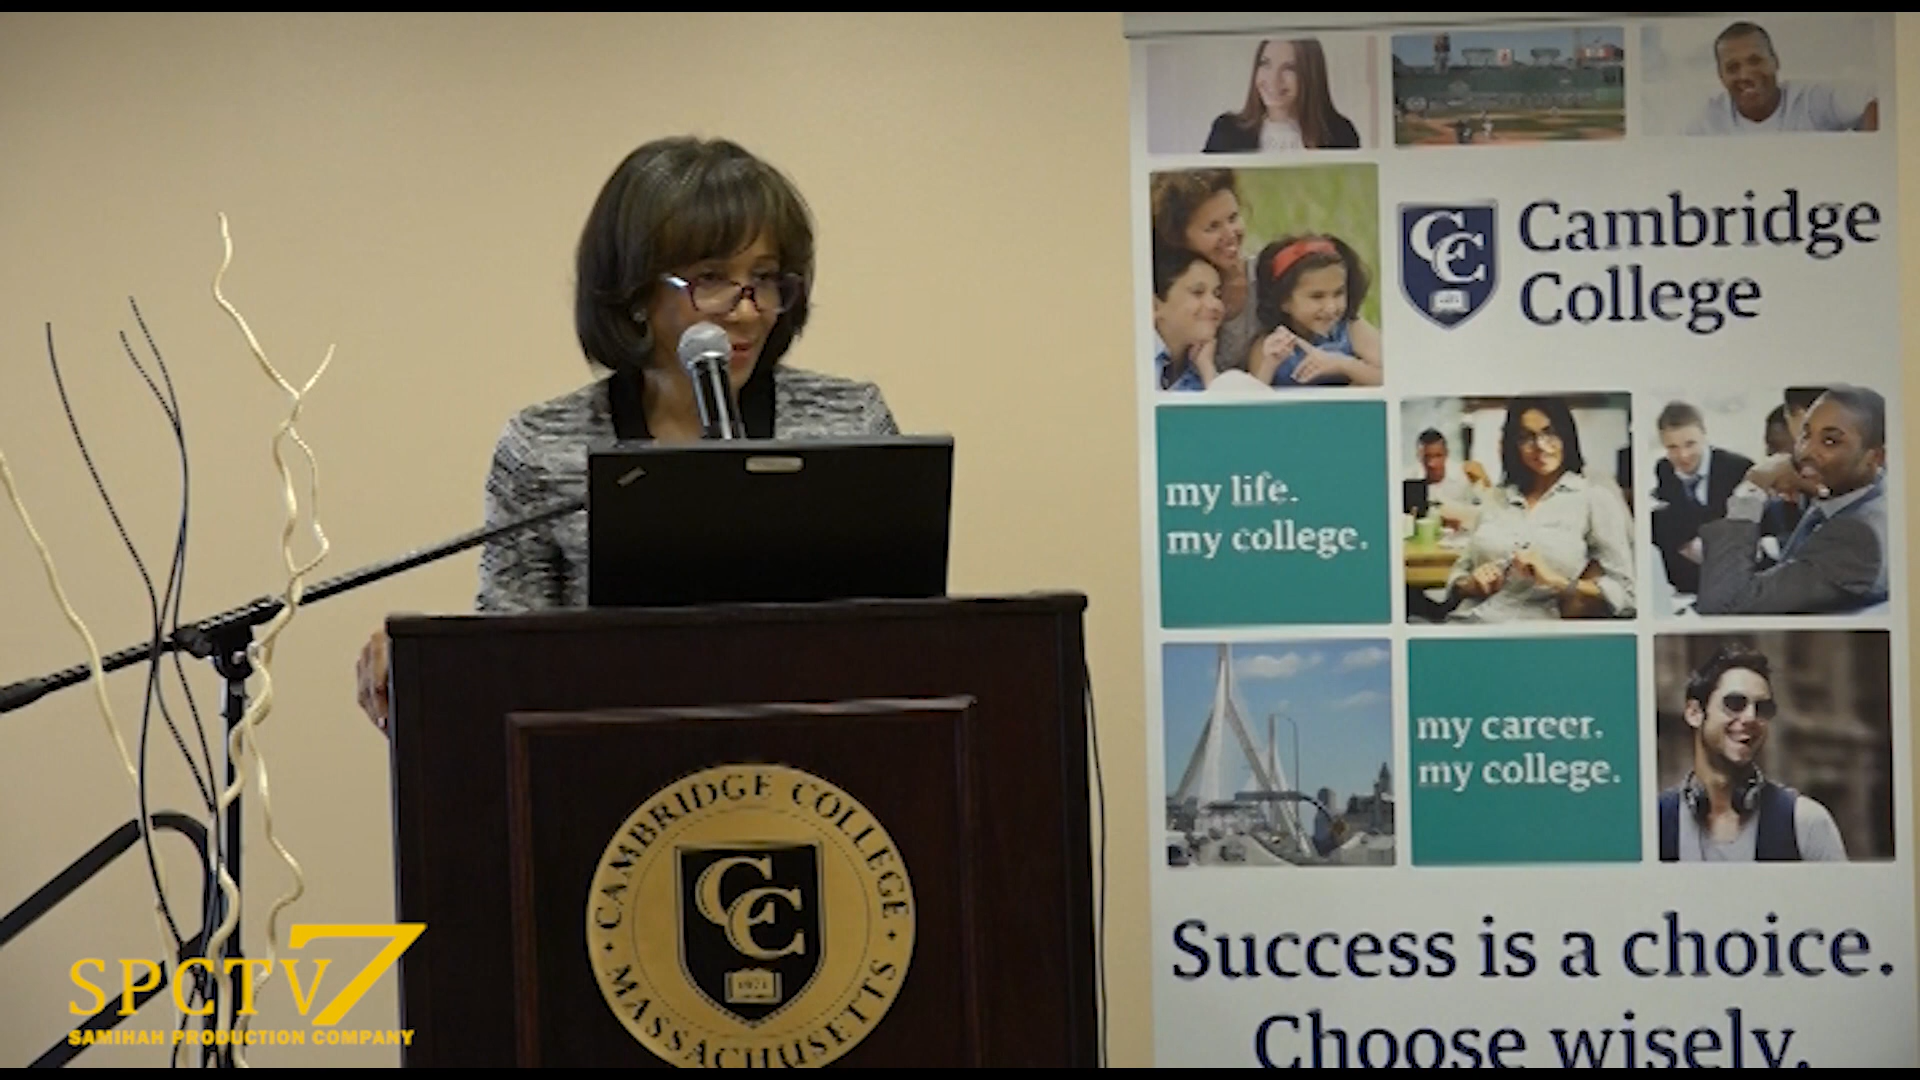 Cambridge
College
my life.
my college.
my career.
my college.
Success is a choice.
Choose wisely.
CAMBRIDGE COLLEGE
CC
1971
MASSACHUSETTS
SPCTV7
SAMIHAH PRODUCTION COMPANY